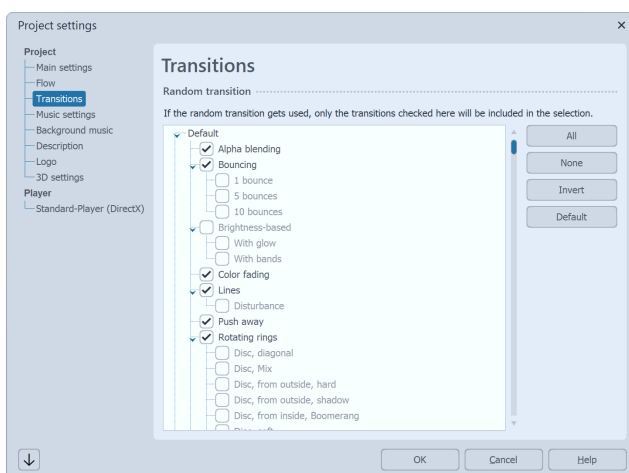 Project settings
Project
Main settings
Flow
Transitions
Music settings
Background music
Description
Logo
3D settings
Player
Standard-Player (DirectX)
Transitions
Random transition
If the random transition gets used, only the transitions checked here will be included in the selection.
Default
Alpha blending
Bouncing
1 bounce
5 bounces
10 bounces
Brightness-based
With glow
With bands
Color fading
Lines
Disturbance
Push away
Rotating rings
Disc, diagonal
Disc, Mix
Disc, from outside, hard
Disc, from outside, shadow
Disc, from inside, Boomerang
All
None
Invert
Default
OK
Cancel
Help